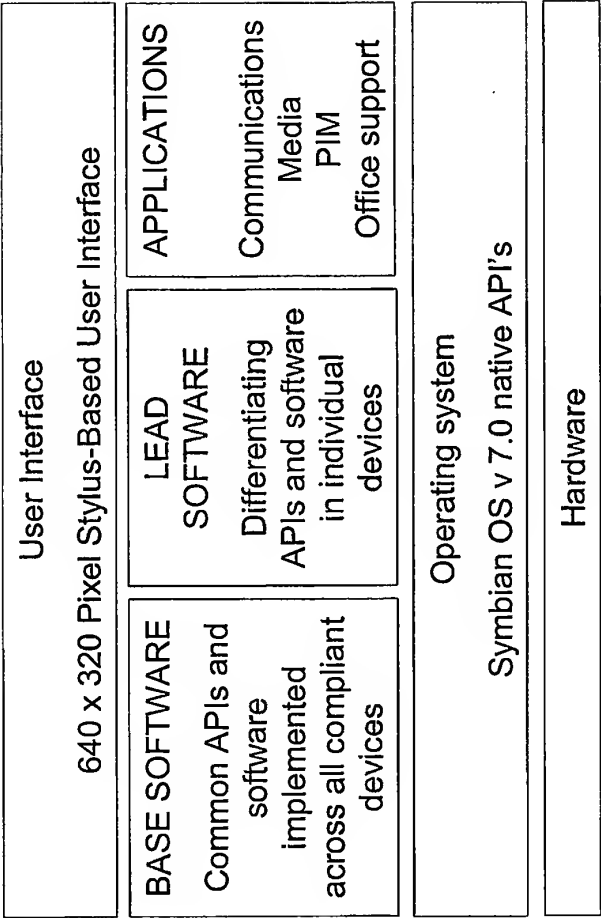 User Interface
640 x 320 Pixel Stylus-Based User Interface
BASE SOFTWARE
Common APIs and
software
implemented
across all compliant
devices
LEAD
SOFTWARE
Differentiating
APIs and software
in individual
devices
APPLICATIONS
Communications
Media
PIM
Office support
Operating system
Symbian OS v 7.0 native API's
Hardware